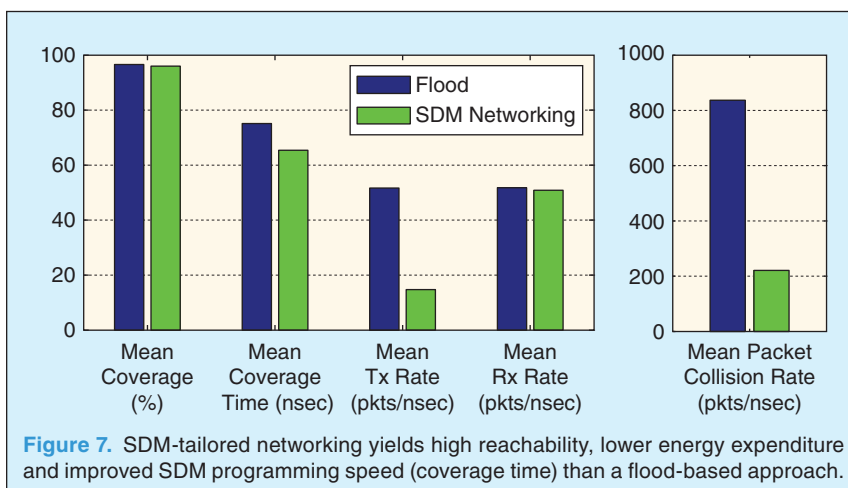 100
80
60
40
20
0
Flood
SDM Networking
Mean
Coverage
(%)
Mean
Coverage
Time (nsec)
Mean
Tx Rate
(pkts/nsec)
Mean
Rx Rate
(pkts/nsec)
1000
800
600
400
200
0
Mean Packet
Collision Rate
(pkts/nsec)
Figure 7. SDM-tailored networking yields high reachability, lower energy expenditure
and improved SDM programming speed (coverage time) than a flood-based approach.